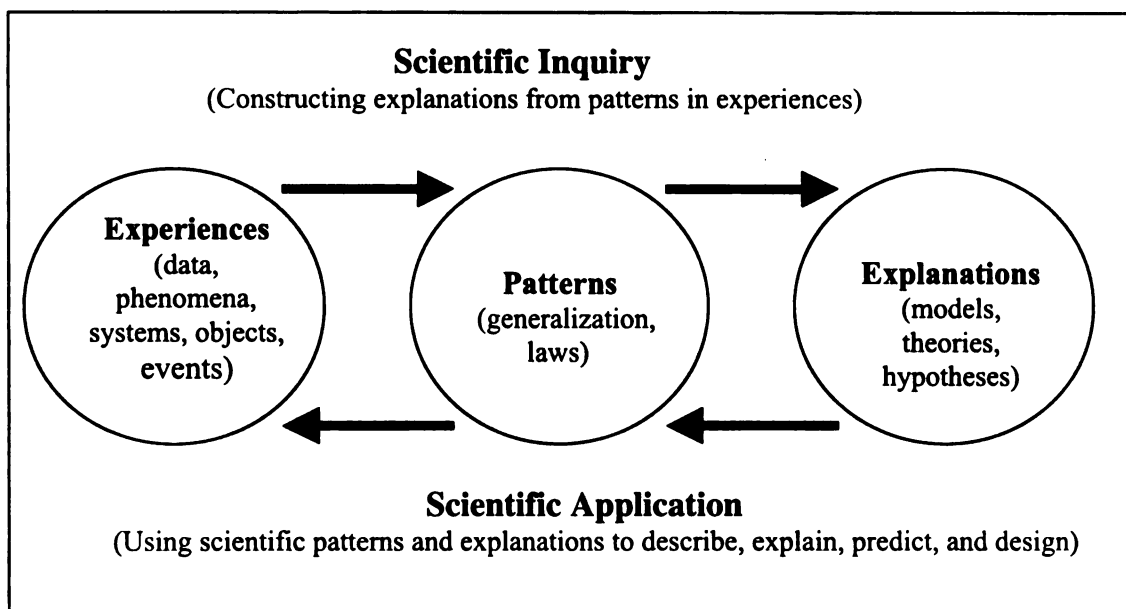 Scientific Inquiry
(Constructing explanations from patterns in experiences)
Experiences
(data,
phenomena,
systems, objects,
events)
Patterns
(generalization,
laws)
Explanations
(models,
theories,
hypotheses)
Scientific Application
(Using scientific patterns and explanations to describe, explain, predict, and design)